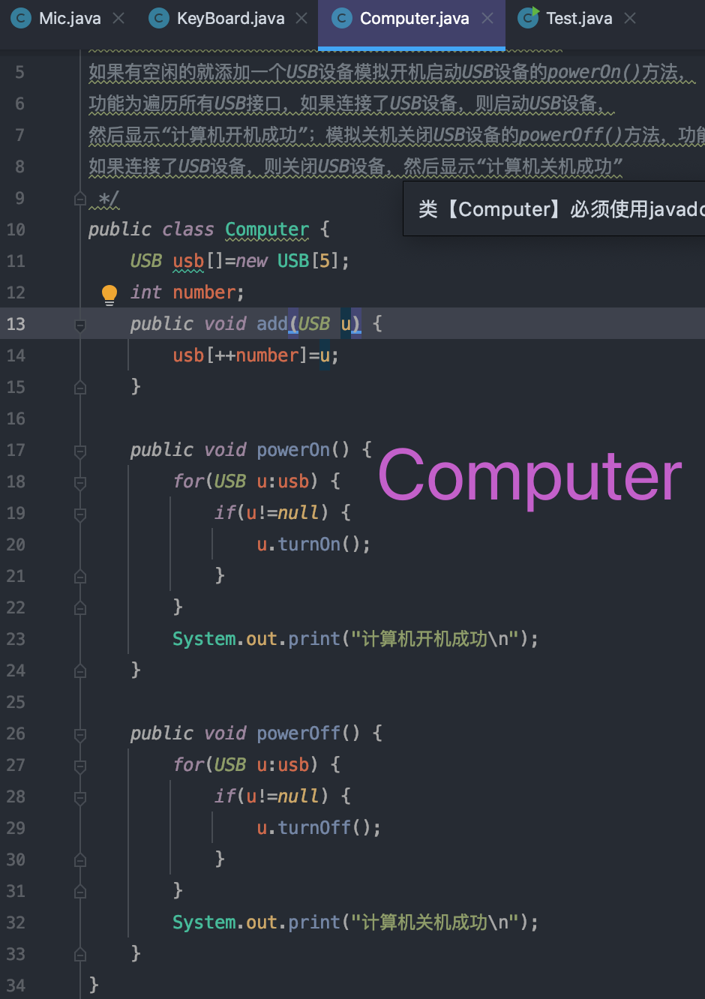 Mic.java KeyBoard.java Computer.java Test.java
5 如果有空闲的就添加一个USB设备模拟开机启动USB设备的powerOn()方法，
6 功能为遍历所有USB接口，如果连接了USB设备，则启动USB设备，
7 然后显示“计算机开机成功”；模拟关机关闭USB设备的powerOff()方法，功能
8 如果连接了USB设备，则关闭USB设备，然后显示“计算机关机成功”
9 */
类【Computer】必须使用javadoc
10 public class Computer {
11 USB usb[]=new USB[5];
12 int number;
13 public void add(USB u) {
14 usb[++number]=u;
15 }
16
17 public void powerOn() {
Computer
18 for(USB u:usb) {
19 if(u!=null) {
20 u.turnOn();
21 }
22 }
23 System.out.print("计算机开机成功\n");
24 }
25
26 public void powerOff() {
27 for(USB u:usb) {
28 if(u!=null) {
29 u.turnOff();
30 }
31 }
32 System.out.print("计算机关机成功\n");
33 }
34 }